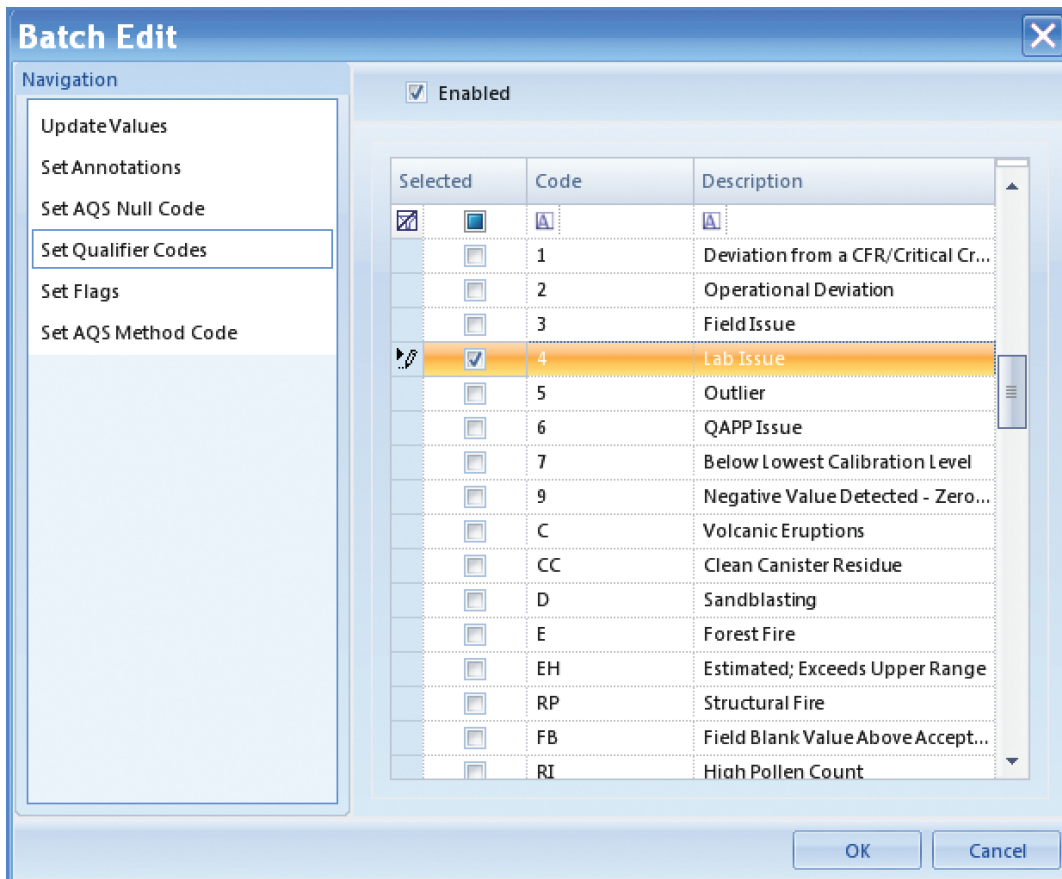 Batch Edit
Navigation
Update Values
Set Annotations
Set AQS Null Code
Set Qualifier Codes
Set Flags
Set AQS Method Code
Enabled
Selected Code Description
A A
1 Deviation from a CFR/Critical Cr...
2 Operational Deviation
3 Field Issue
4 Lab Issue
5 Outlier
6 QAPP Issue
7 Below Lowest Calibration Level
9 Negative Value Detected - Zero...
C Volcanic Eruptions
CC Clean Canister Residue
D Sandblasting
E Forest Fire
EH Estimated; Exceeds Upper Range
RP Structural Fire
FB Field Blank Value Above Accept...
RI High Pollen Count
OK Cancel